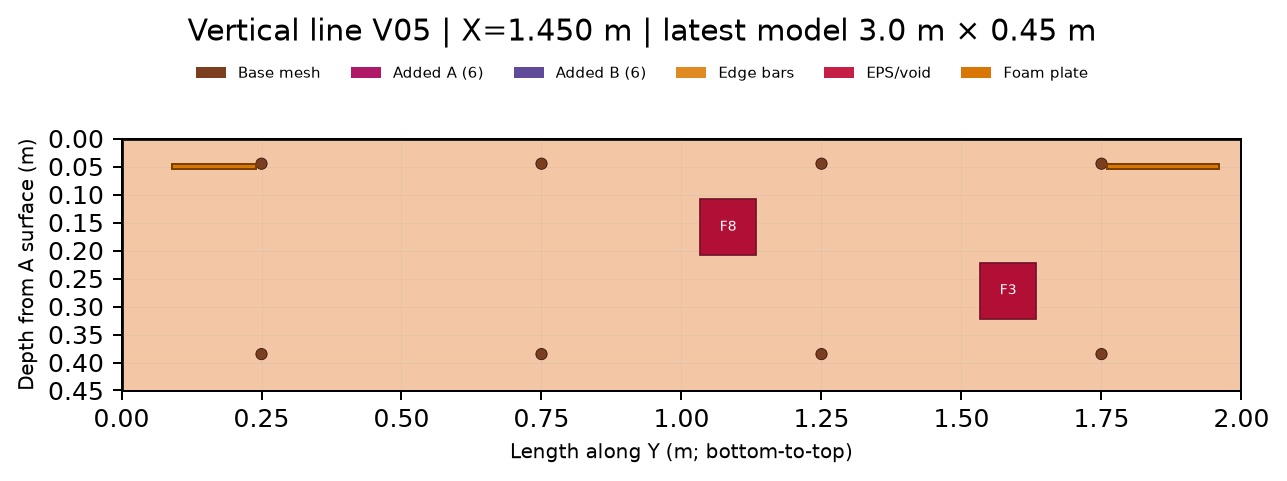 Vertical line V05 | X=1.450 m | latest model 3.0 m × 0.45 m
Base mesh
Added A (6)
Added B (6)
Edge bars
EPS/void
Foam plate
Depth from A surface (m)
0.00
0.05
0.10
0.15
0.20
0.25
0.30
0.35
0.40
0.45
F8
F3
0.00 0.25 0.50 0.75 1.00 1.25 1.50 1.75 2.00
Length along Y (m; bottom-to-top)